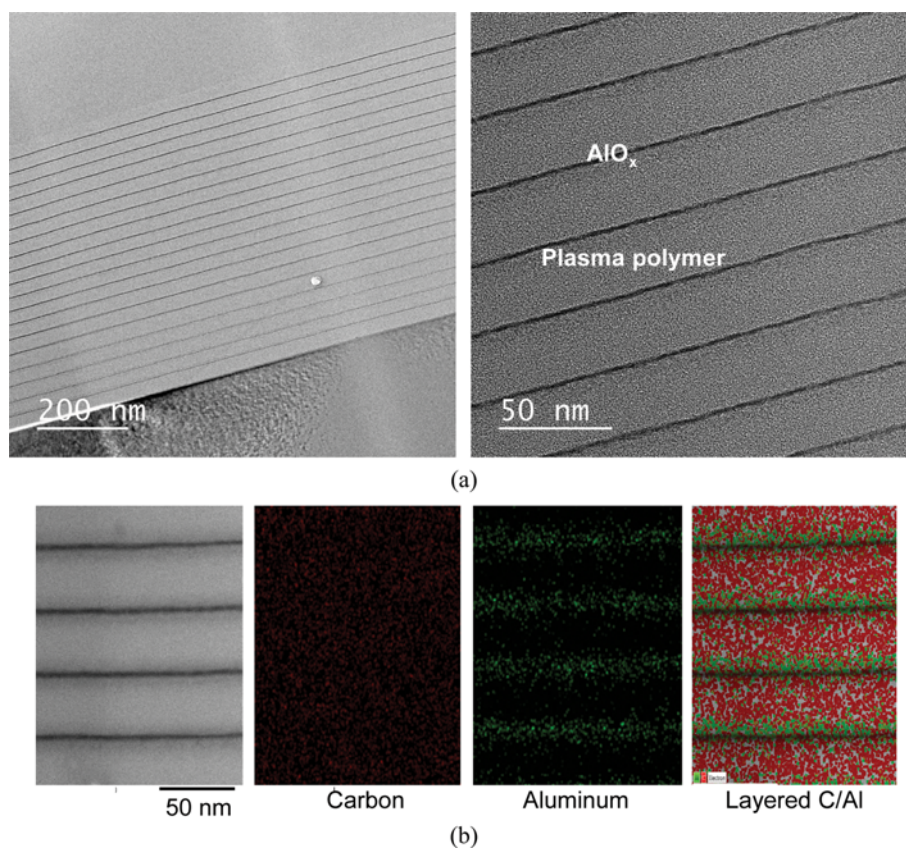 AlOx
Plasma polymer
200 nm
50 nm
(a)
50 nm
Carbon
Aluminum
Layered C/Al
(b)